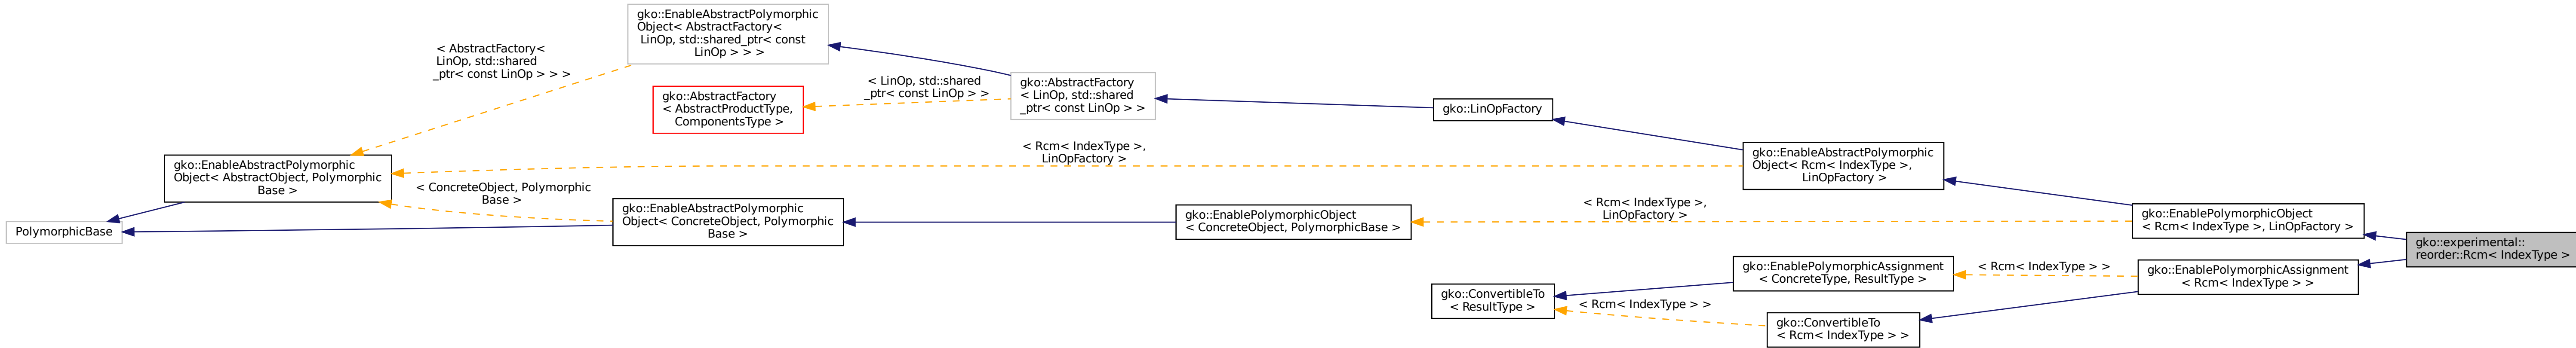 gko::EnableAbstractPolymorphic
Object< AbstractFactory<
LinOp, std::shared_ptr< const
LinOp > > >
< AbstractFactory<
LinOp, std::shared
_ptr< const LinOp > > >
gko::AbstractFactory
< AbstractProductType,
ComponentsType >
< LinOp, std::shared
_ptr< const LinOp > >
gko::AbstractFactory
< LinOp, std::shared
_ptr< const LinOp > >
gko::LinOpFactory
< Rcm< IndexType >,
LinOpFactory >
gko::EnableAbstractPolymorphic
Object< Rcm< IndexType >,
LinOpFactory >
gko::EnableAbstractPolymorphic
Object< AbstractObject, Polymorphic
Base >
< ConcreteObject, Polymorphic
Base >
PolymorphicBase
gko::EnableAbstractPolymorphic
Object< ConcreteObject, Polymorphic
Base >
gko::EnablePolymorphicObject
< ConcreteObject, PolymorphicBase >
< Rcm< IndexType >,
LinOpFactory >
gko::EnablePolymorphicObject
< Rcm< IndexType >, LinOpFactory >
gko::experimental::
reorder::Rcm< IndexType >
gko::EnablePolymorphicAssignment
< ConcreteType, ResultType >
< Rcm< IndexType > >
gko::EnablePolymorphicAssignment
< Rcm< IndexType > >
gko::ConvertibleTo
< ResultType >
< Rcm< IndexType > >
gko::ConvertibleTo
< Rcm< IndexType > >